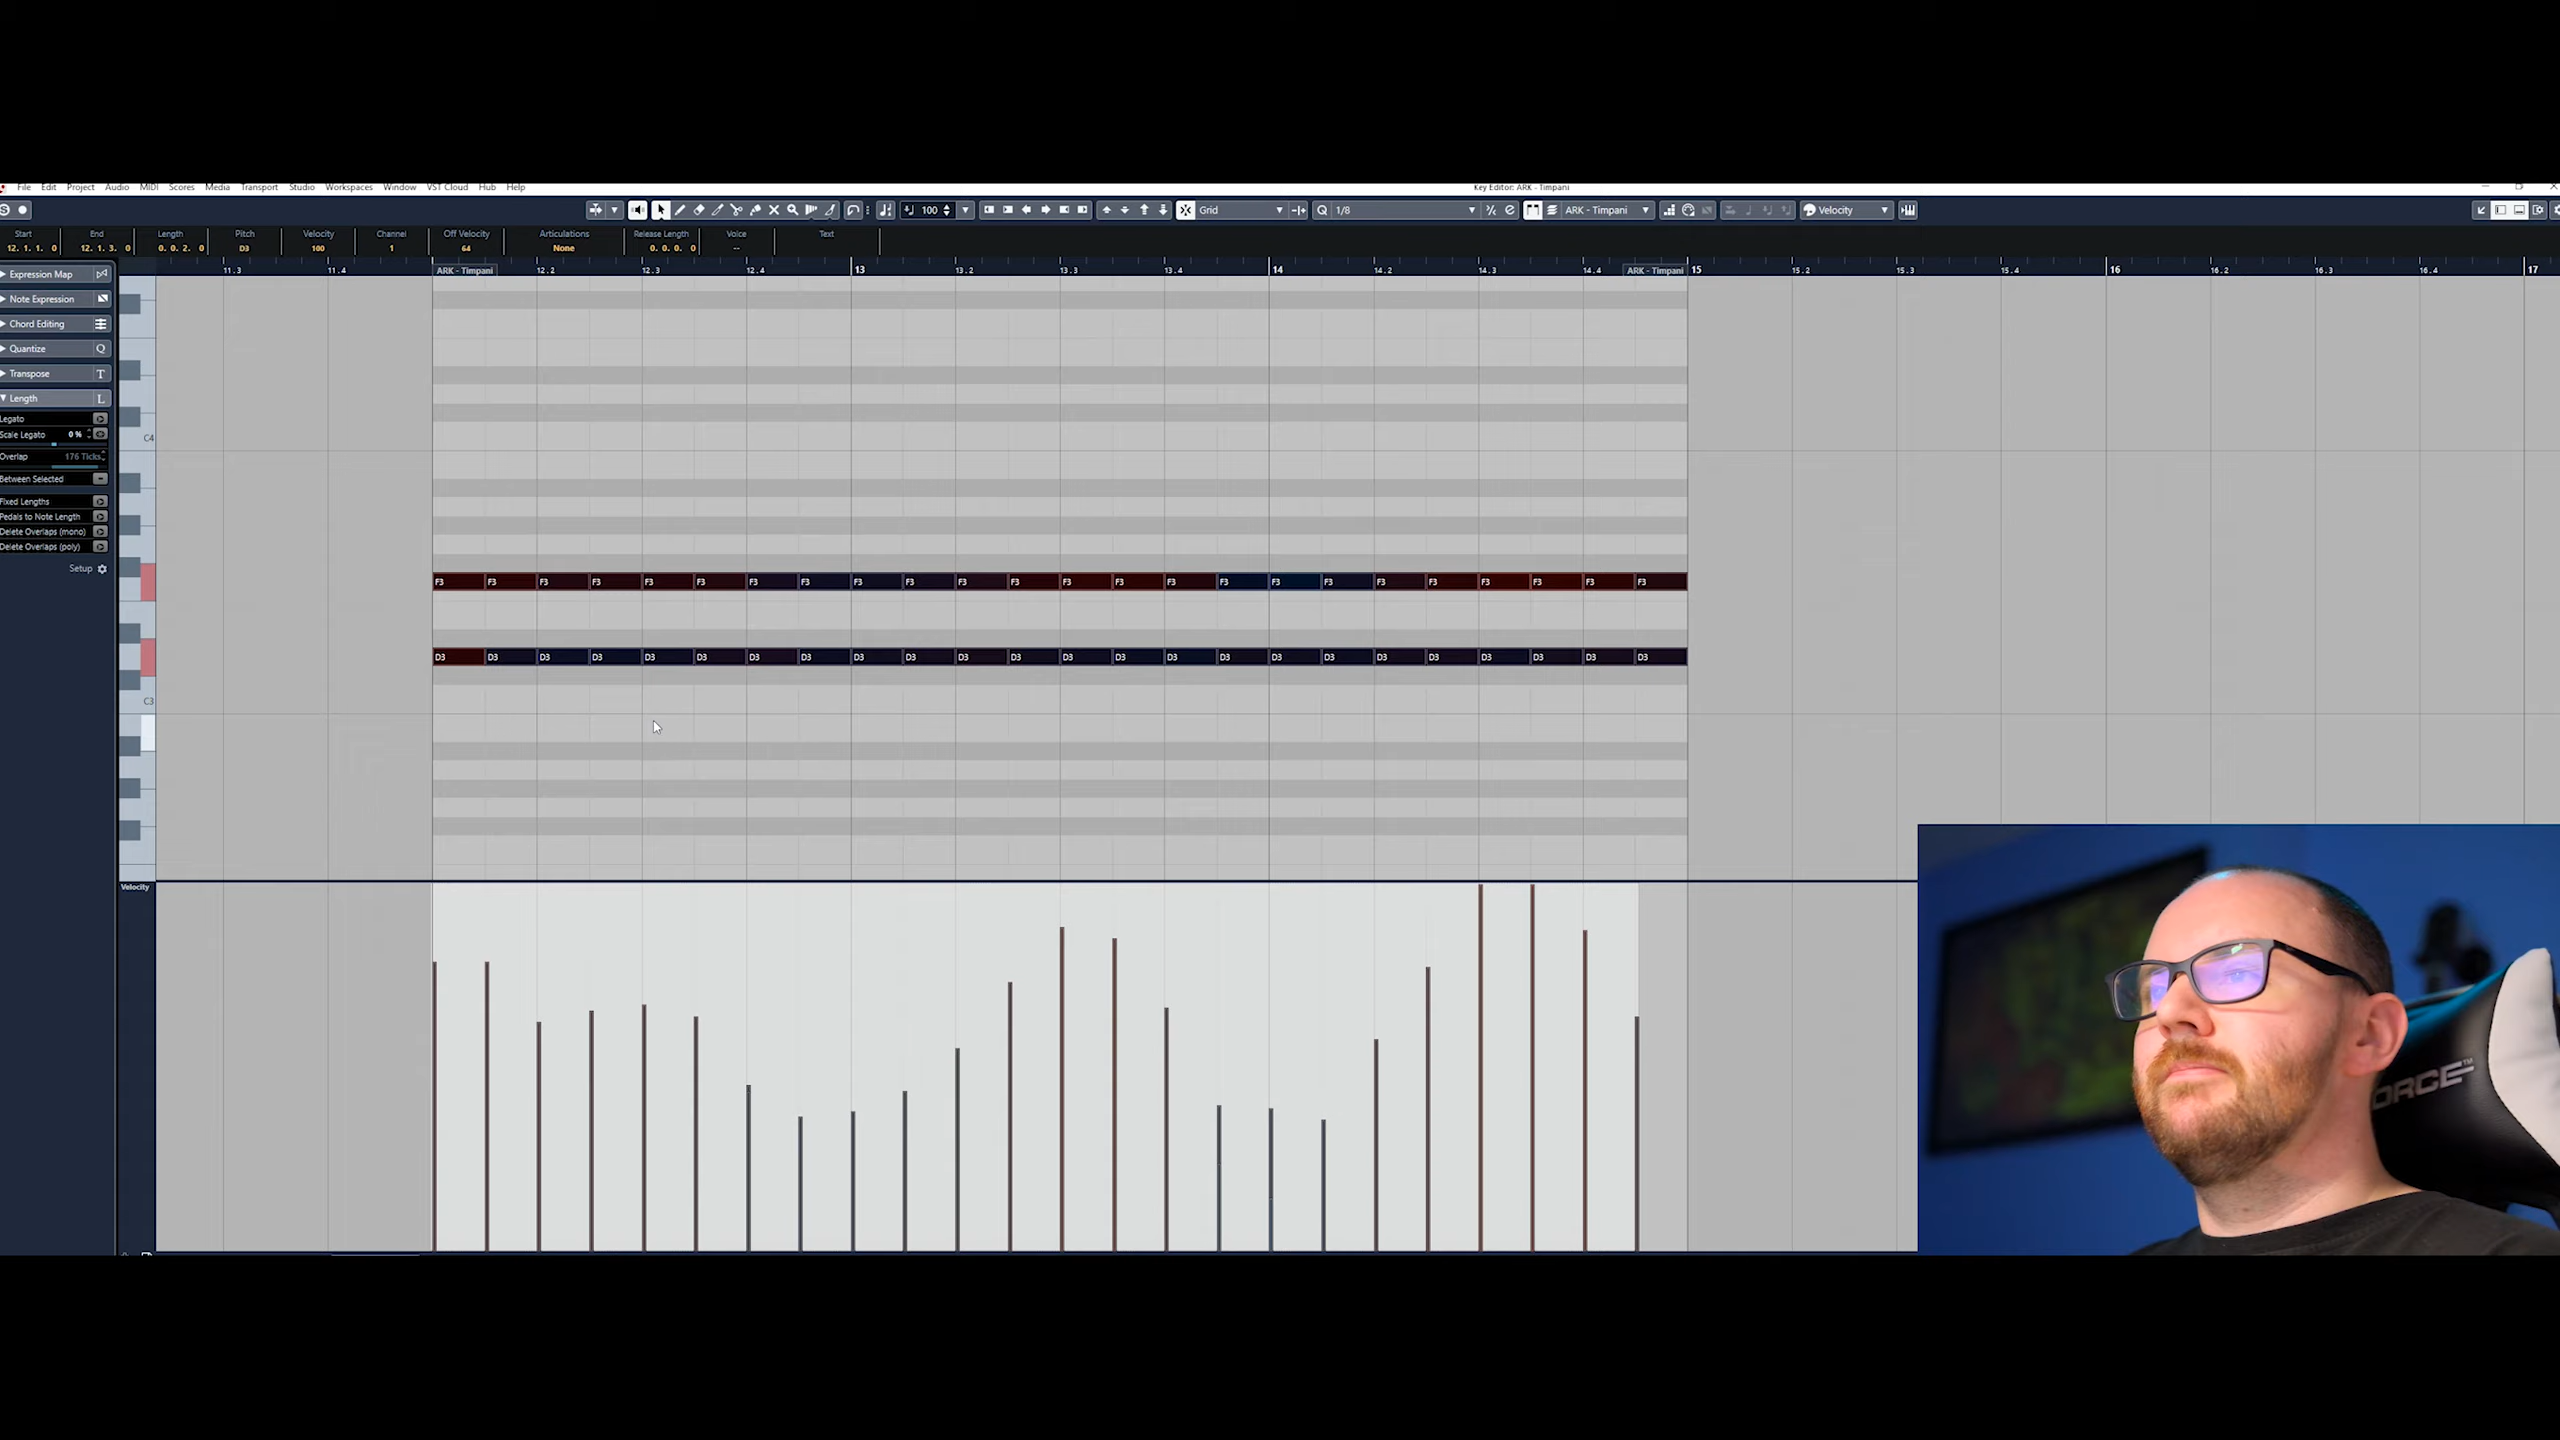 File Edit Project Audio MIDI Scores Media Transport Studio Workspaces Window VST Cloud Hub Help
Key Editor: ARK - Timpani
100 Grid Q 1/8 ARK - Timpani Velocity
Start End Length Pitch Velocity Channel Off Velocity Articulations Release Length Voice Text
12. 1. 1. 0 12. 1. 3. 0 0. 0. 2. 0 D3 100 1 64 None 0. 0. 0. 0 --
Expression Map
Note Expression
Chord Editing
Quantize Q
Transpose T
Length L
Legato
Scale Legato 0 %
Overlap 176 Ticks
Between Selected
Fixed Lengths
Pedals to Note Length
Delete Overlaps (mono)
Delete Overlaps (poly)
Setup
11.3 11.4 ARK - Timpani 12.2 12.3 12.4 13 13.2 13.3 13.4 14 14.2 14.3 14.4 ARK - Timpani 15 15.2 15.3 15.4 16 16.2 16.3 16.4 17
C4
F3 F3 F3 F3 F3 F3 F3 F3 F3 F3 F3 F3 F3 F3 F3 F3 F3 F3 F3 F3 F3 F3 F3 F3
D3 D3 D3 D3 D3 D3 D3 D3 D3 D3 D3 D3 D3 D3 D3 D3 D3 D3 D3 D3 D3 D3 D3 D3
C3
Velocity
ORCE™